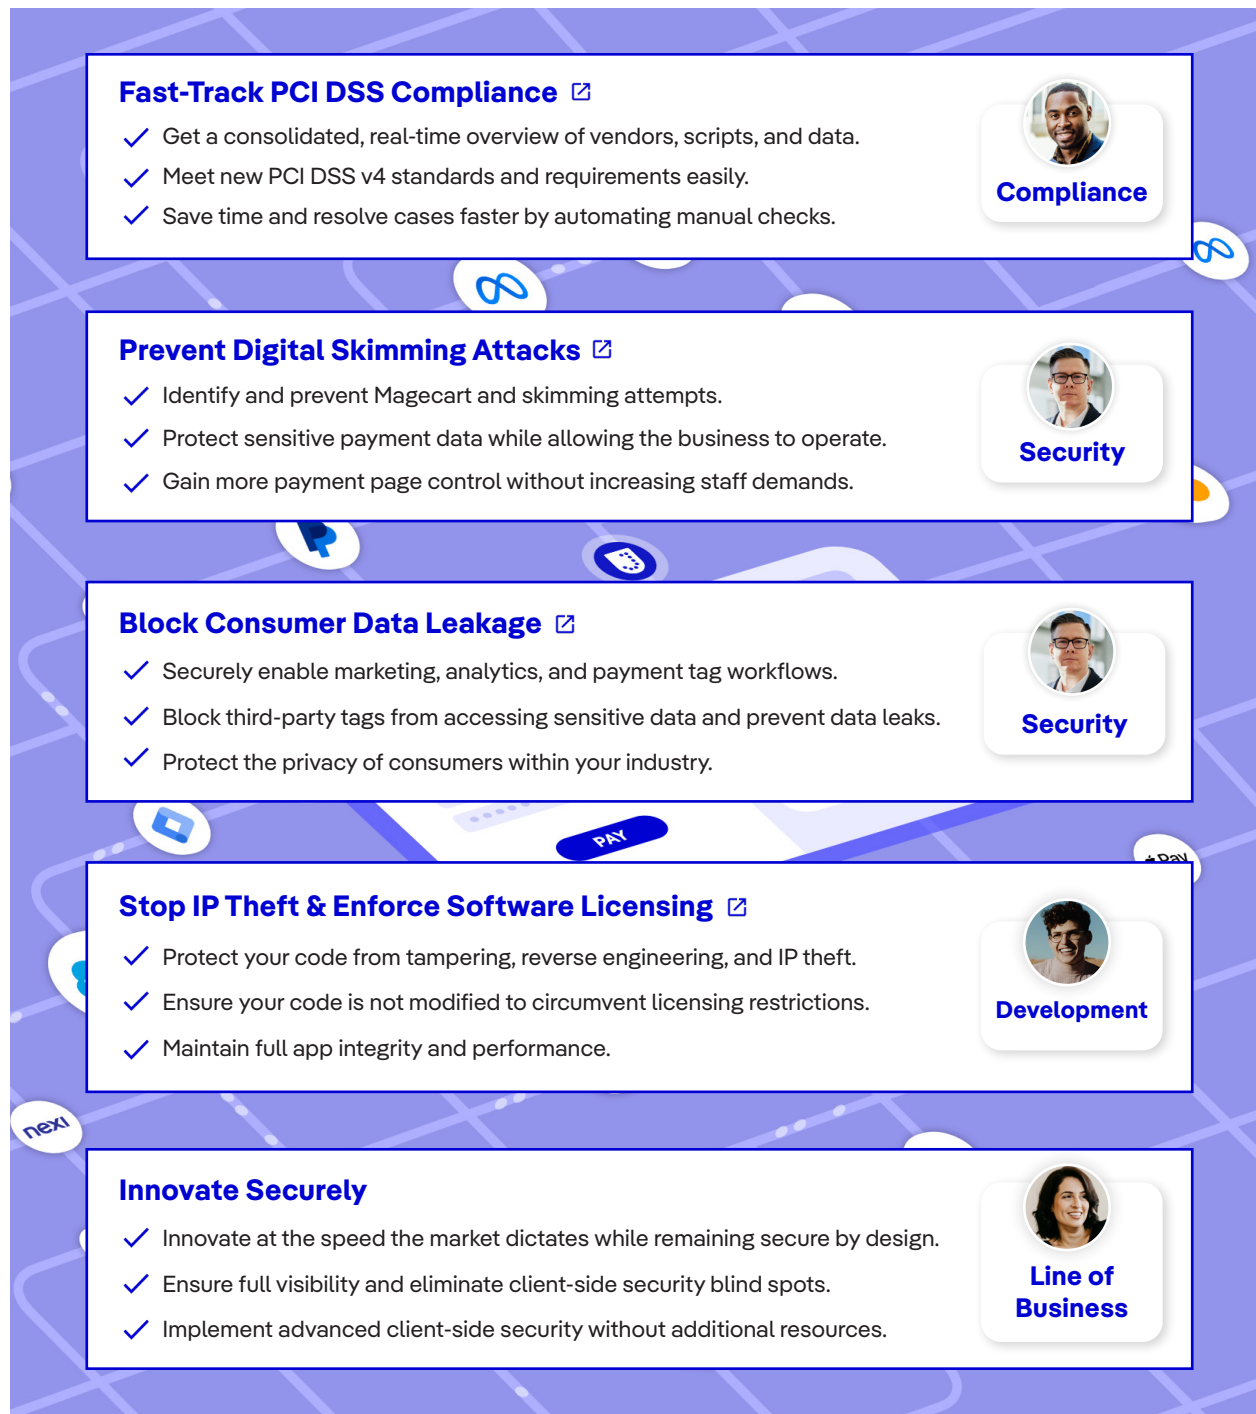 Fast-Track PCI DSS Compliance
Get a consolidated, real-time overview of vendors, scripts, and data.
Meet new PCI DSS v4 standards and requirements easily.
Save time and resolve cases faster by automating manual checks.
Compliance
Prevent Digital Skimming Attacks
Identify and prevent Magecart and skimming attempts.
Protect sensitive payment data while allowing the business to operate.
Gain more payment page control without increasing staff demands.
Security
Block Consumer Data Leakage
Securely enable marketing, analytics, and payment tag workflows.
Block third-party tags from accessing sensitive data and prevent data leaks.
Protect the privacy of consumers within your industry.
Security
PAY
Pay
Stop IP Theft & Enforce Software Licensing
Protect your code from tampering, reverse engineering, and IP theft.
Ensure your code is not modified to circumvent licensing restrictions.
Maintain full app integrity and performance.
Development
nexi
Innovate Securely
Innovate at the speed the market dictates while remaining secure by design.
Ensure full visibility and eliminate client-side security blind spots.
Implement advanced client-side security without additional resources.
Line of
Business